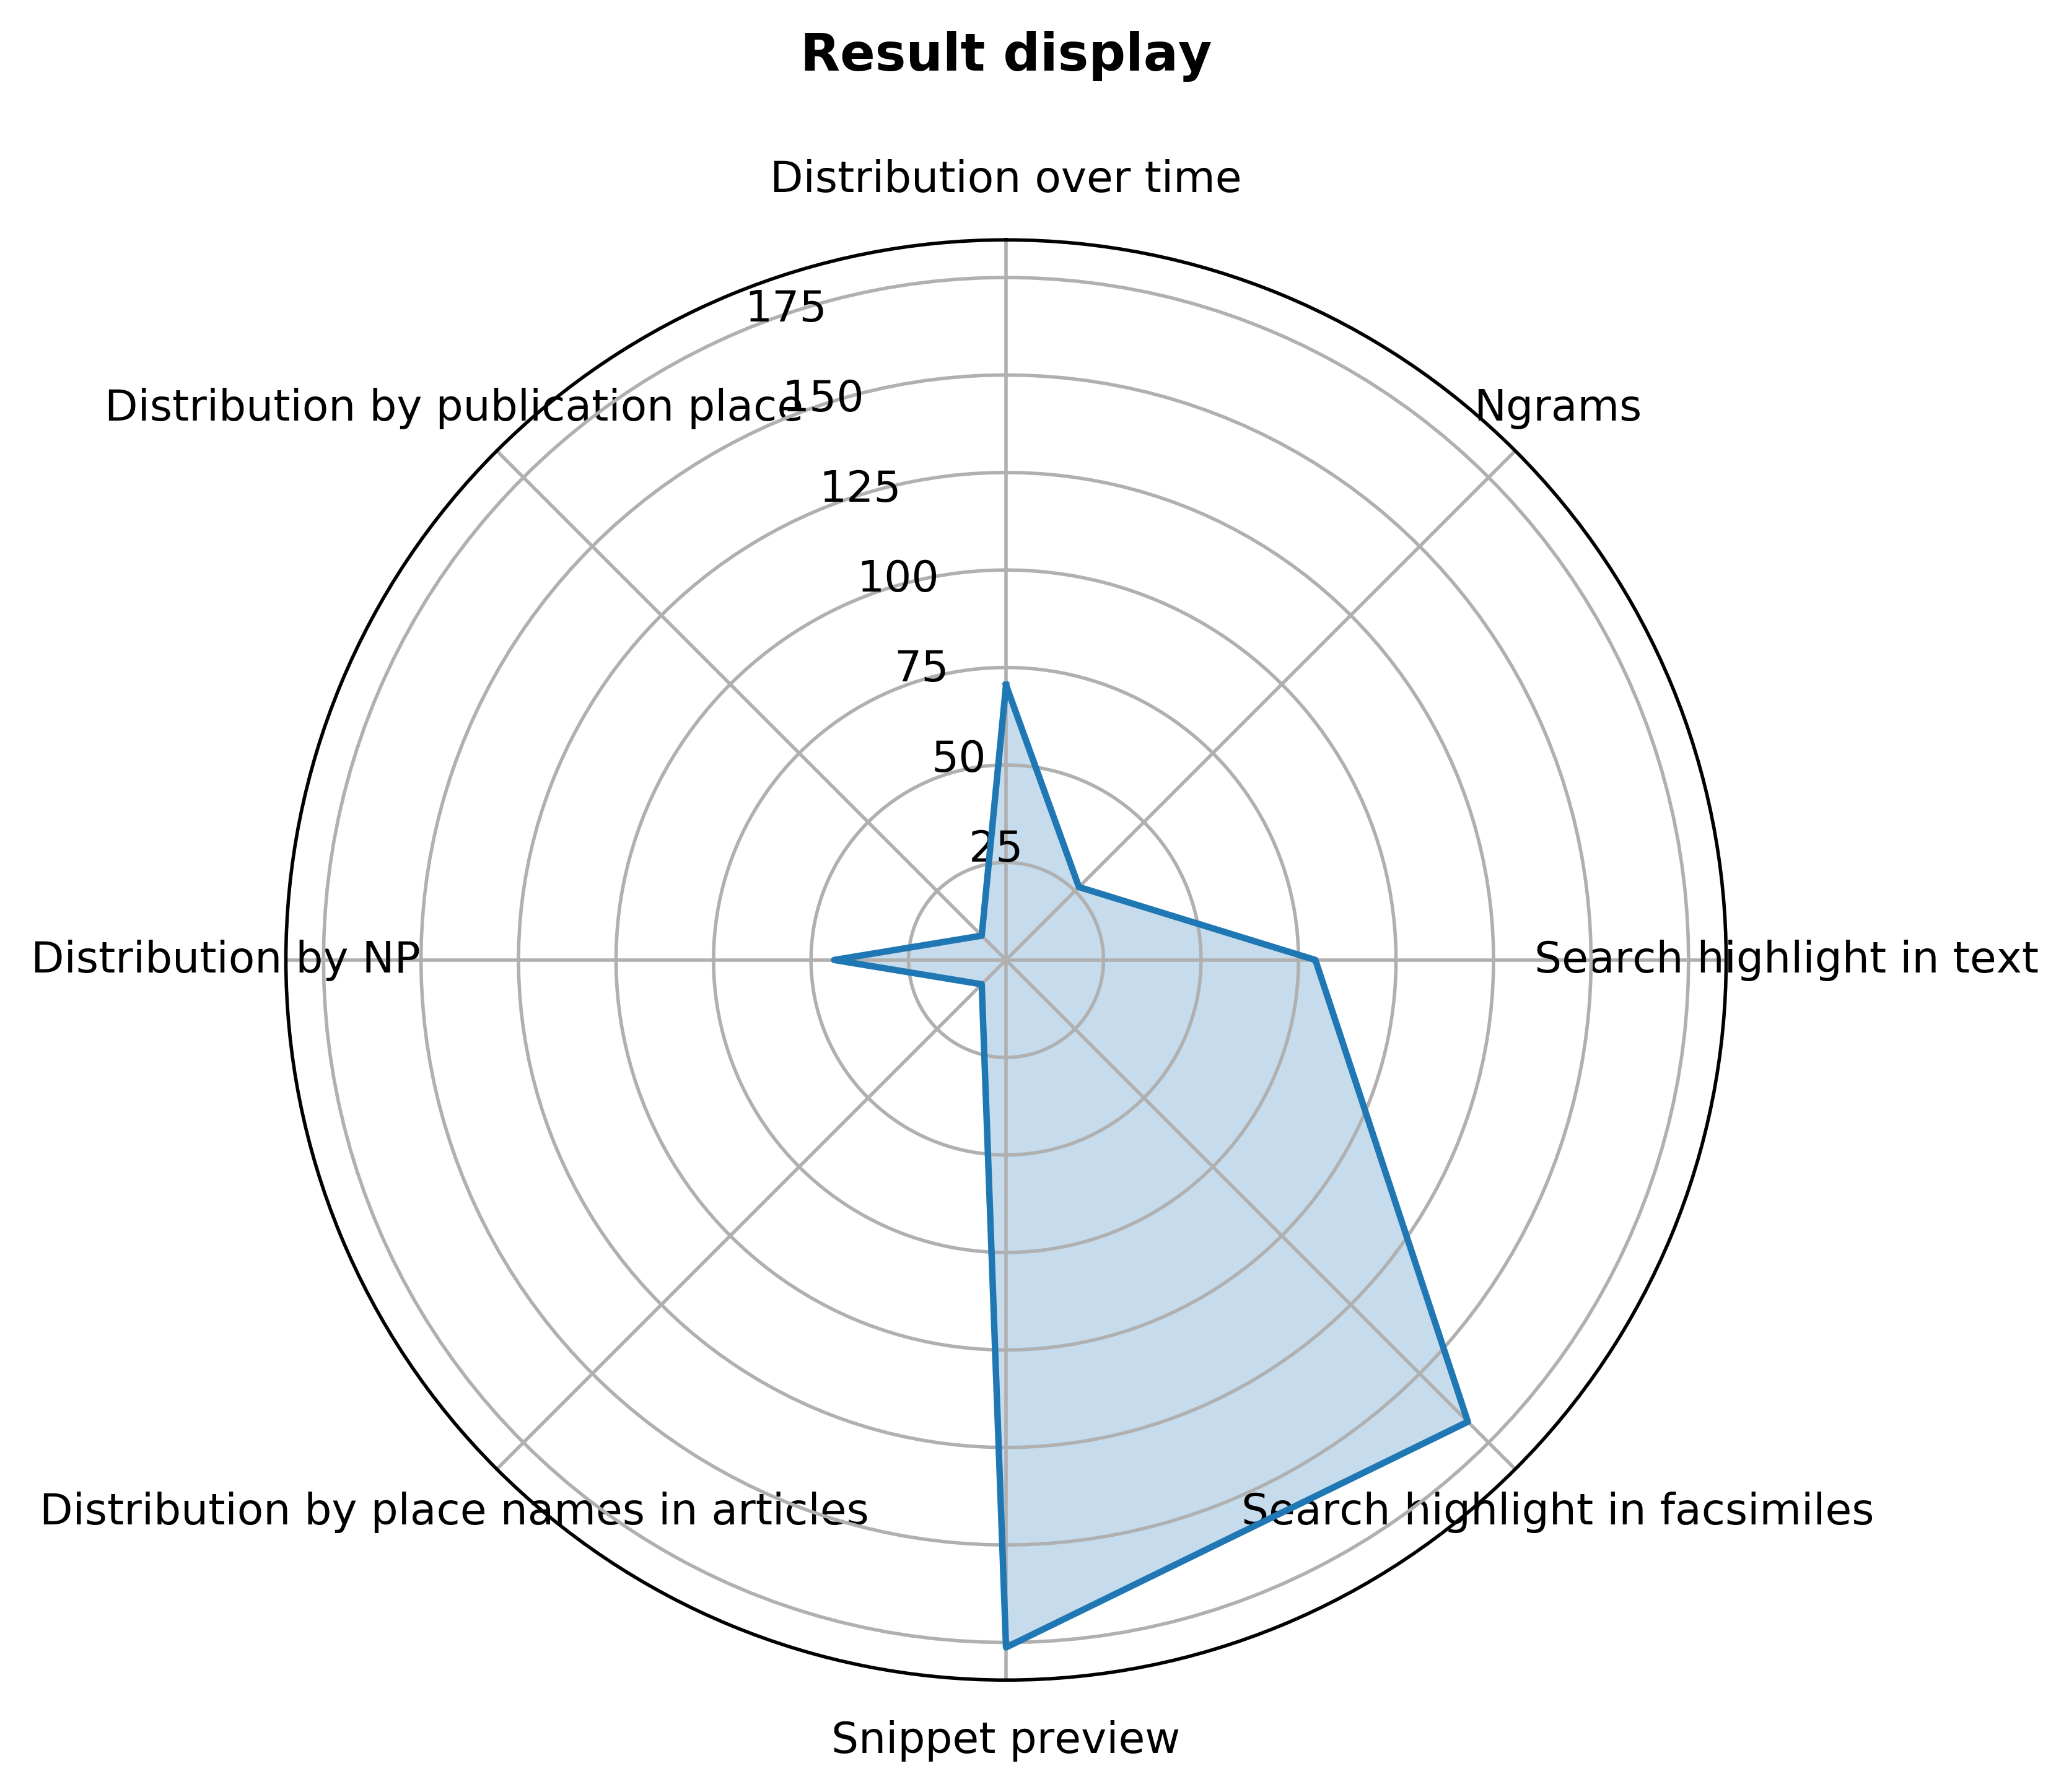 Result display
Distribution over time
175
Distribution by publication place
150
Ngrams
125
100
75
50
25
Distribution by NP
Search highlight in text
Distribution by place names in articles
Search highlight in facsimiles
Snippet preview